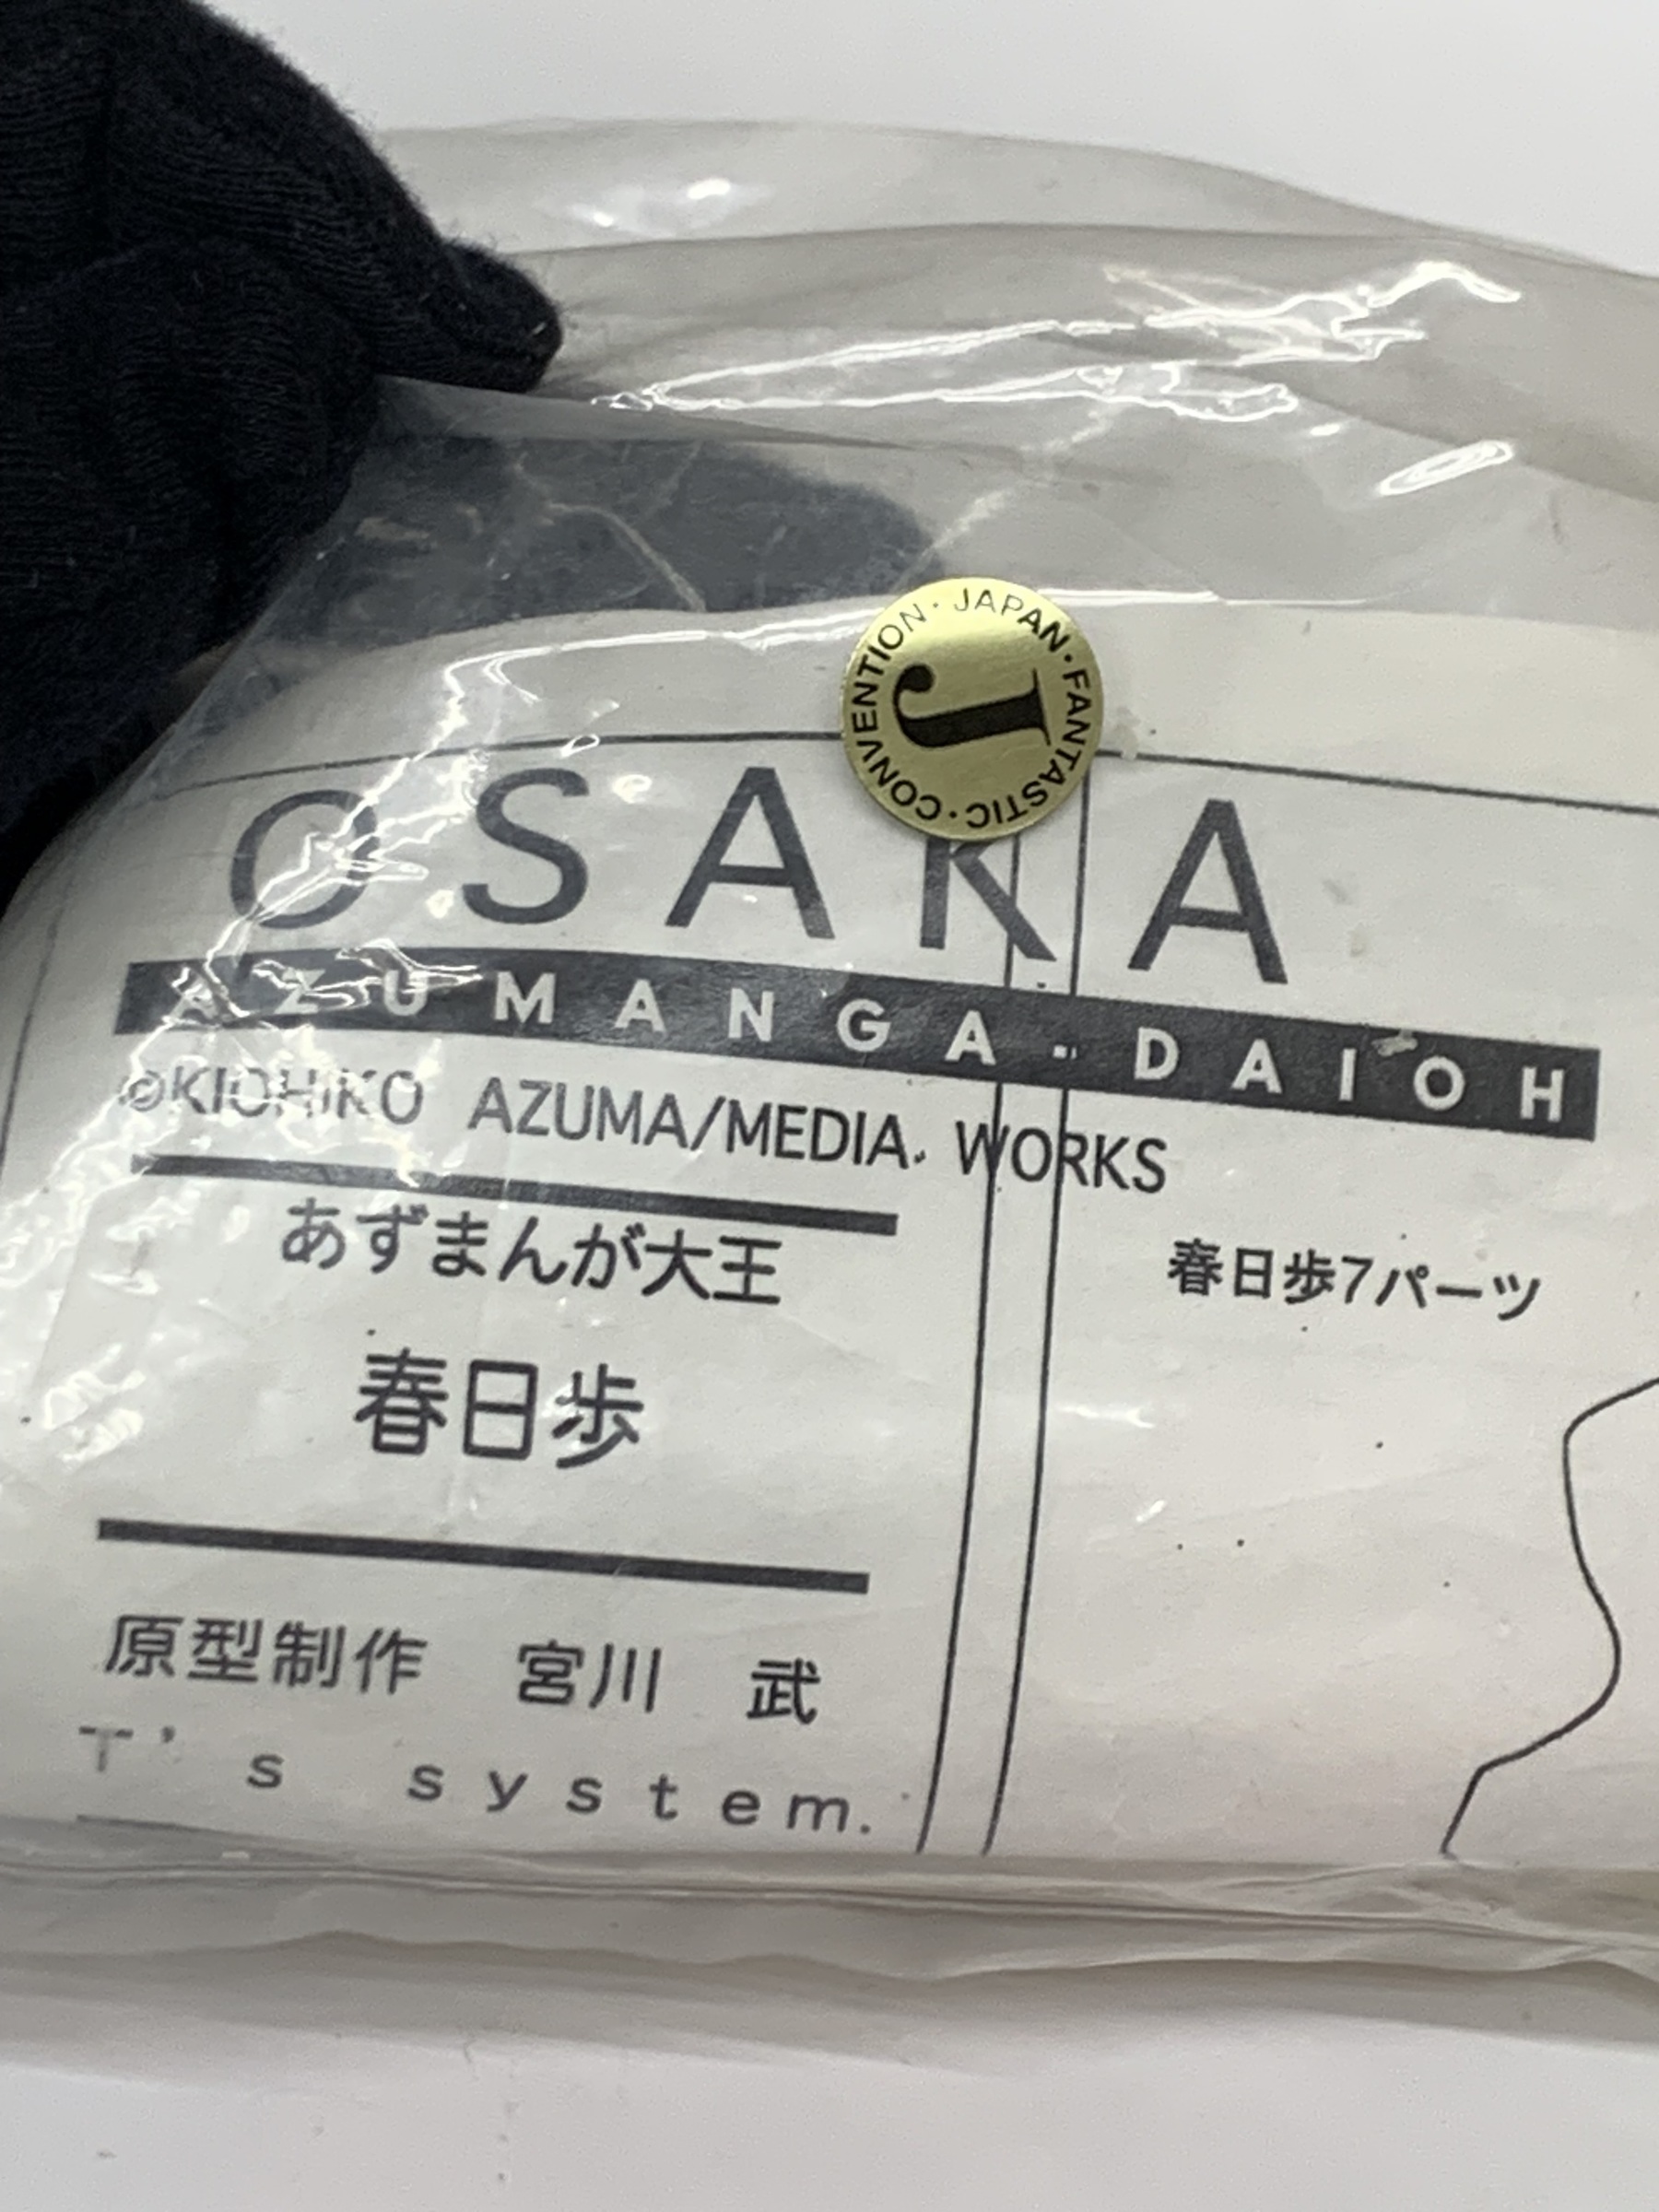 JAPAN・FANTASTIC・CONVENTION・
J
OSAKA
AZUMANGA・DAIOH
©KIOHIKO AZUMA/MEDIA WORKS
あずまんが大王
春日歩
原型制作 宮川 武
T's system.
春日歩7パーツ